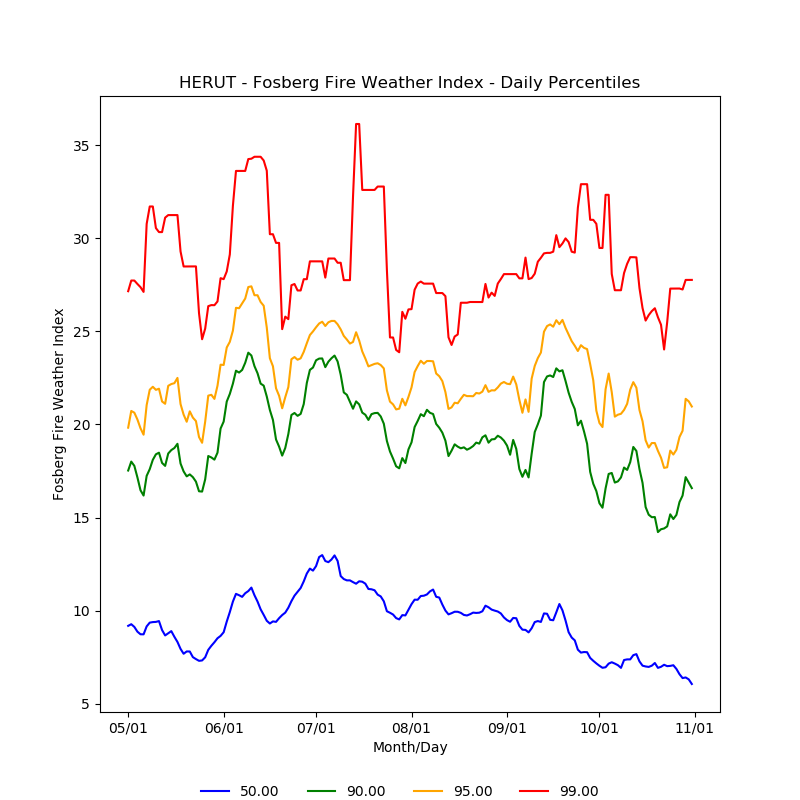 HERUT - Fosberg Fire Weather Index - Daily Percentiles
Fosberg Fire Weather Index
35
30
25
20
15
10
5
05/01 06/01 07/01 08/01 09/01 10/01 11/01
Month/Day
50.00 90.00 95.00 99.00